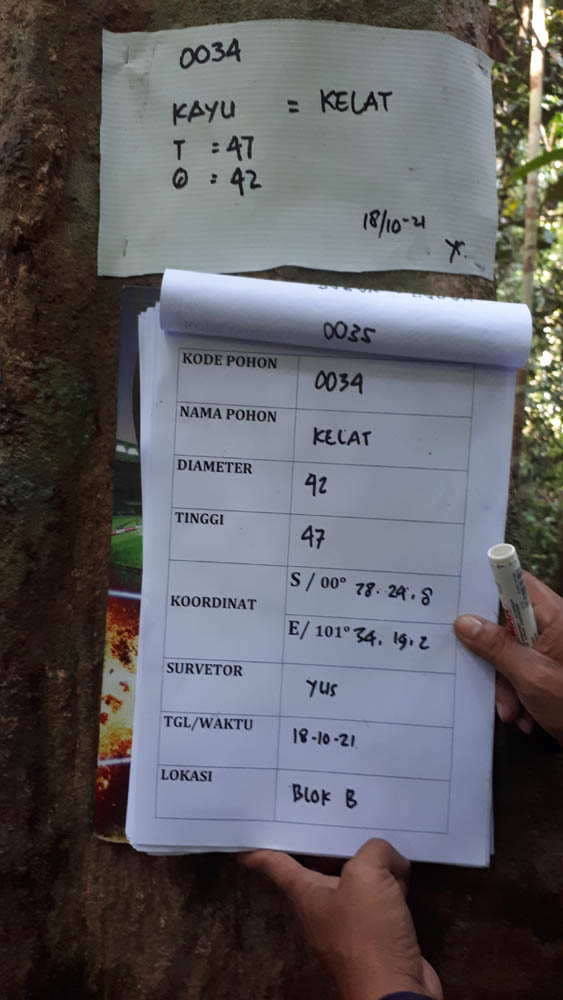 0034
KAYU = KELAT
T = 47
Ø : 42
18/10-21
0035
KODE POHON 0034
NAMA POHON KELAT
DIAMETER 42
TINGGI 47
KOORDINAT S / 00° 28. 24. 8
E/ 101° 34. 19. 2
SURVETOR YUS
TGL/WAKTU 18-10-21
LOKASI BLOK B